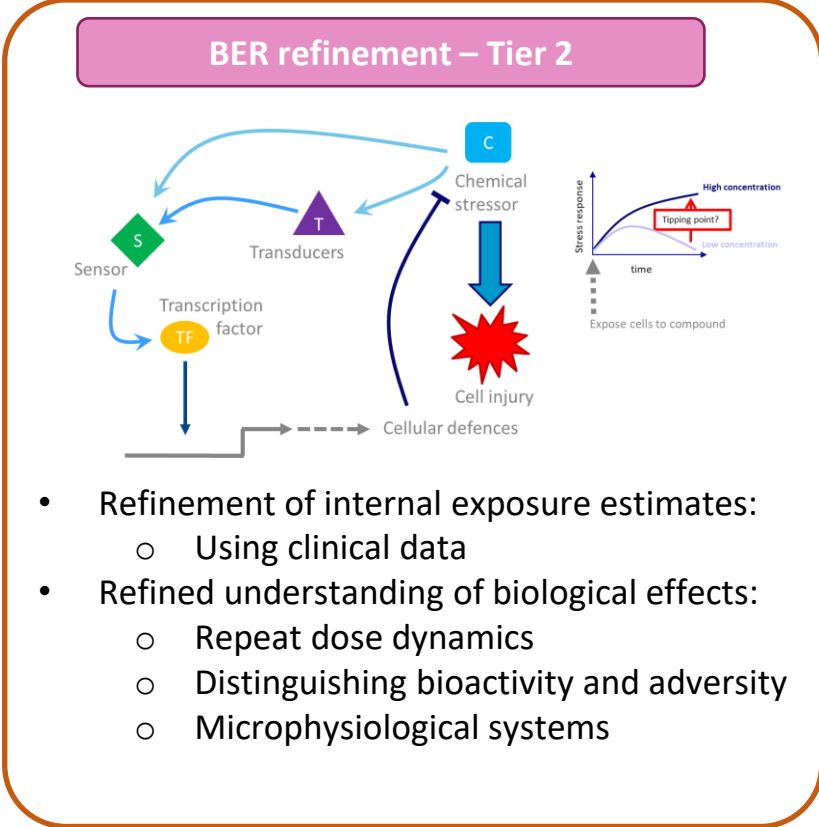 BER refinement – Tier 2
C
Chemical
stressor
T
Transducers
S
Sensor
Transcription
factor
TF
Cell injury
Cellular defences
Stress response
High concentration
Tipping point?
Low concentration
time
Expose cells to compound
• Refinement of internal exposure estimates:
o Using clinical data
• Refined understanding of biological effects:
o Repeat dose dynamics
o Distinguishing bioactivity and adversity
o Microphysiological systems